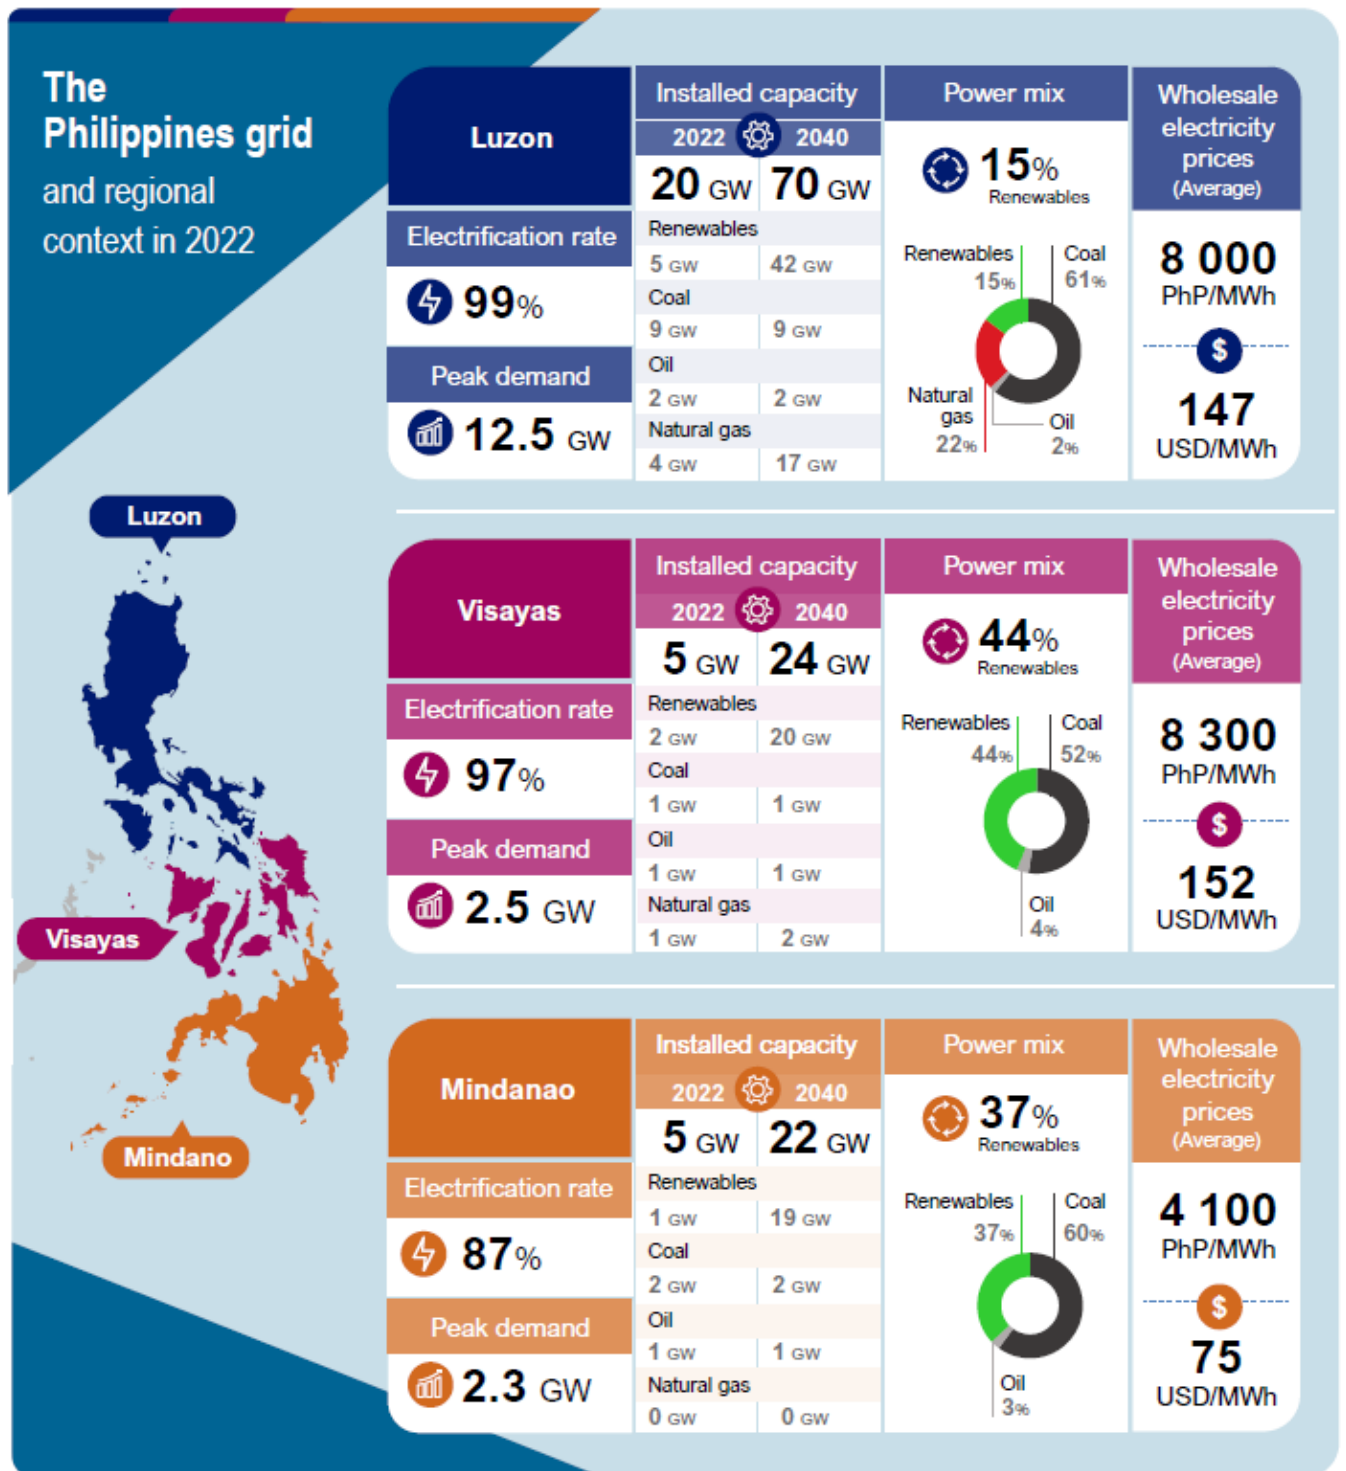 The
Philippines grid
and regional
context in 2022
Luzon
Electrification rate
99%
Peak demand
12.5 GW
Installed capacity
2022 2040
20 GW 70 GW
Renewables
5 GW 42 GW
Coal
9 GW 9 GW
Oil
2 GW 2 GW
Natural gas
4 GW 17 GW
Power mix
15%
Renewables
Renewables
15%
Coal
61%
Natural
gas
22%
Oil
2%
Wholesale
electricity
prices
(Average)
8 000
PhP/MWh
$
147
USD/MWh
Luzon
Visayas
Mindano
Visayas
Electrification rate
97%
Peak demand
2.5 GW
Installed capacity
2022 2040
5 GW 24 GW
Renewables
2 GW 20 GW
Coal
1 GW 1 GW
Oil
1 GW 1 GW
Natural gas
1 GW 2 GW
Power mix
44%
Renewables
Renewables
44%
Coal
52%
Oil
4%
Wholesale
electricity
prices
(Average)
8 300
PhP/MWh
$
152
USD/MWh
Mindanao
Electrification rate
87%
Peak demand
2.3 GW
Installed capacity
2022 2040
5 GW 22 GW
Renewables
1 GW 19 GW
Coal
2 GW 2 GW
Oil
1 GW 1 GW
Natural gas
0 GW 0 GW
Power mix
37%
Renewables
Renewables
37%
Coal
60%
Oil
3%
Wholesale
electricity
prices
(Average)
4 100
PhP/MWh
$
75
USD/MWh